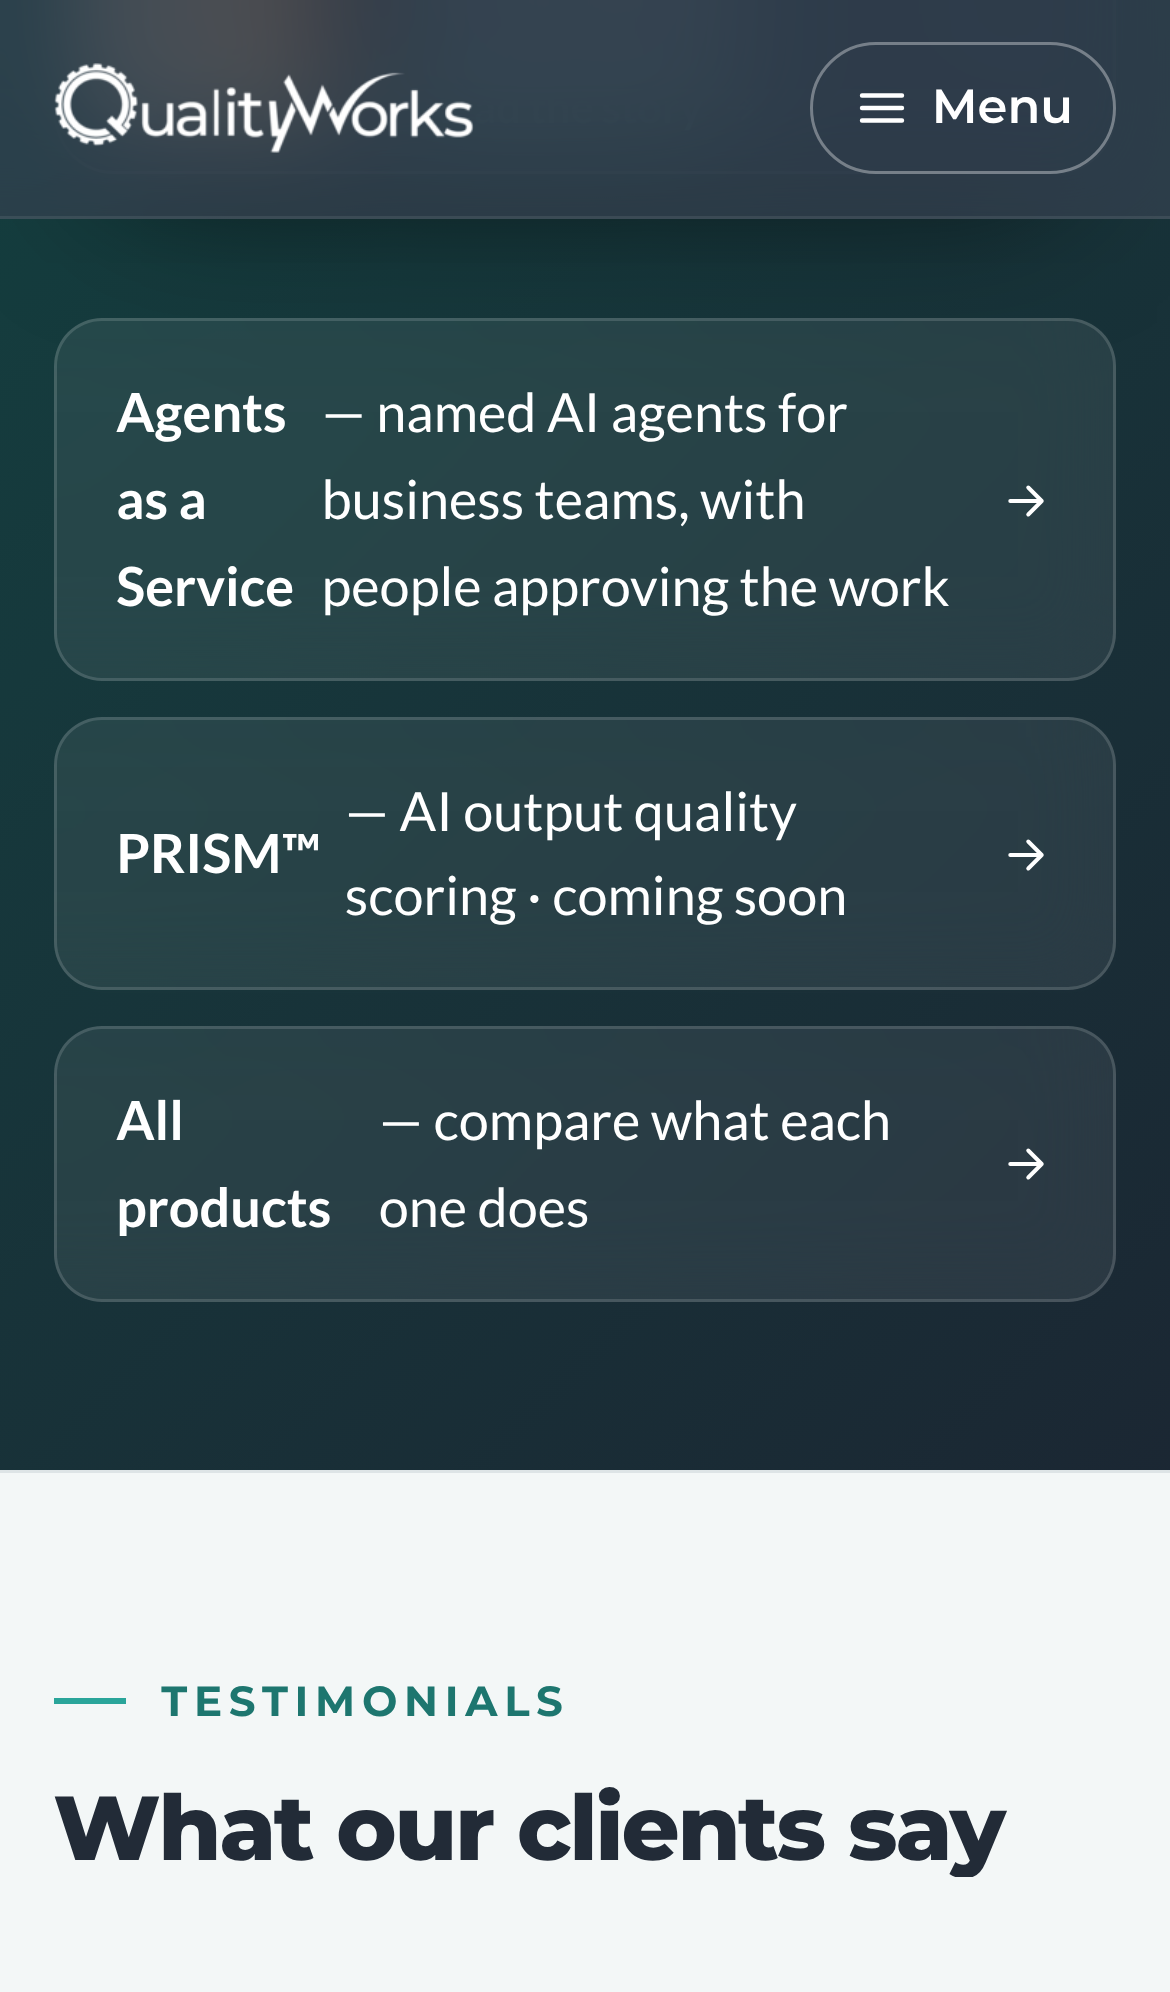 QualityWorks
Menu
Agents as a Service — named AI agents for business teams, with people approving the work →
PRISM™ — AI output quality scoring · coming soon →
All products — compare what each one does →
TESTIMONIALS
What our clients say